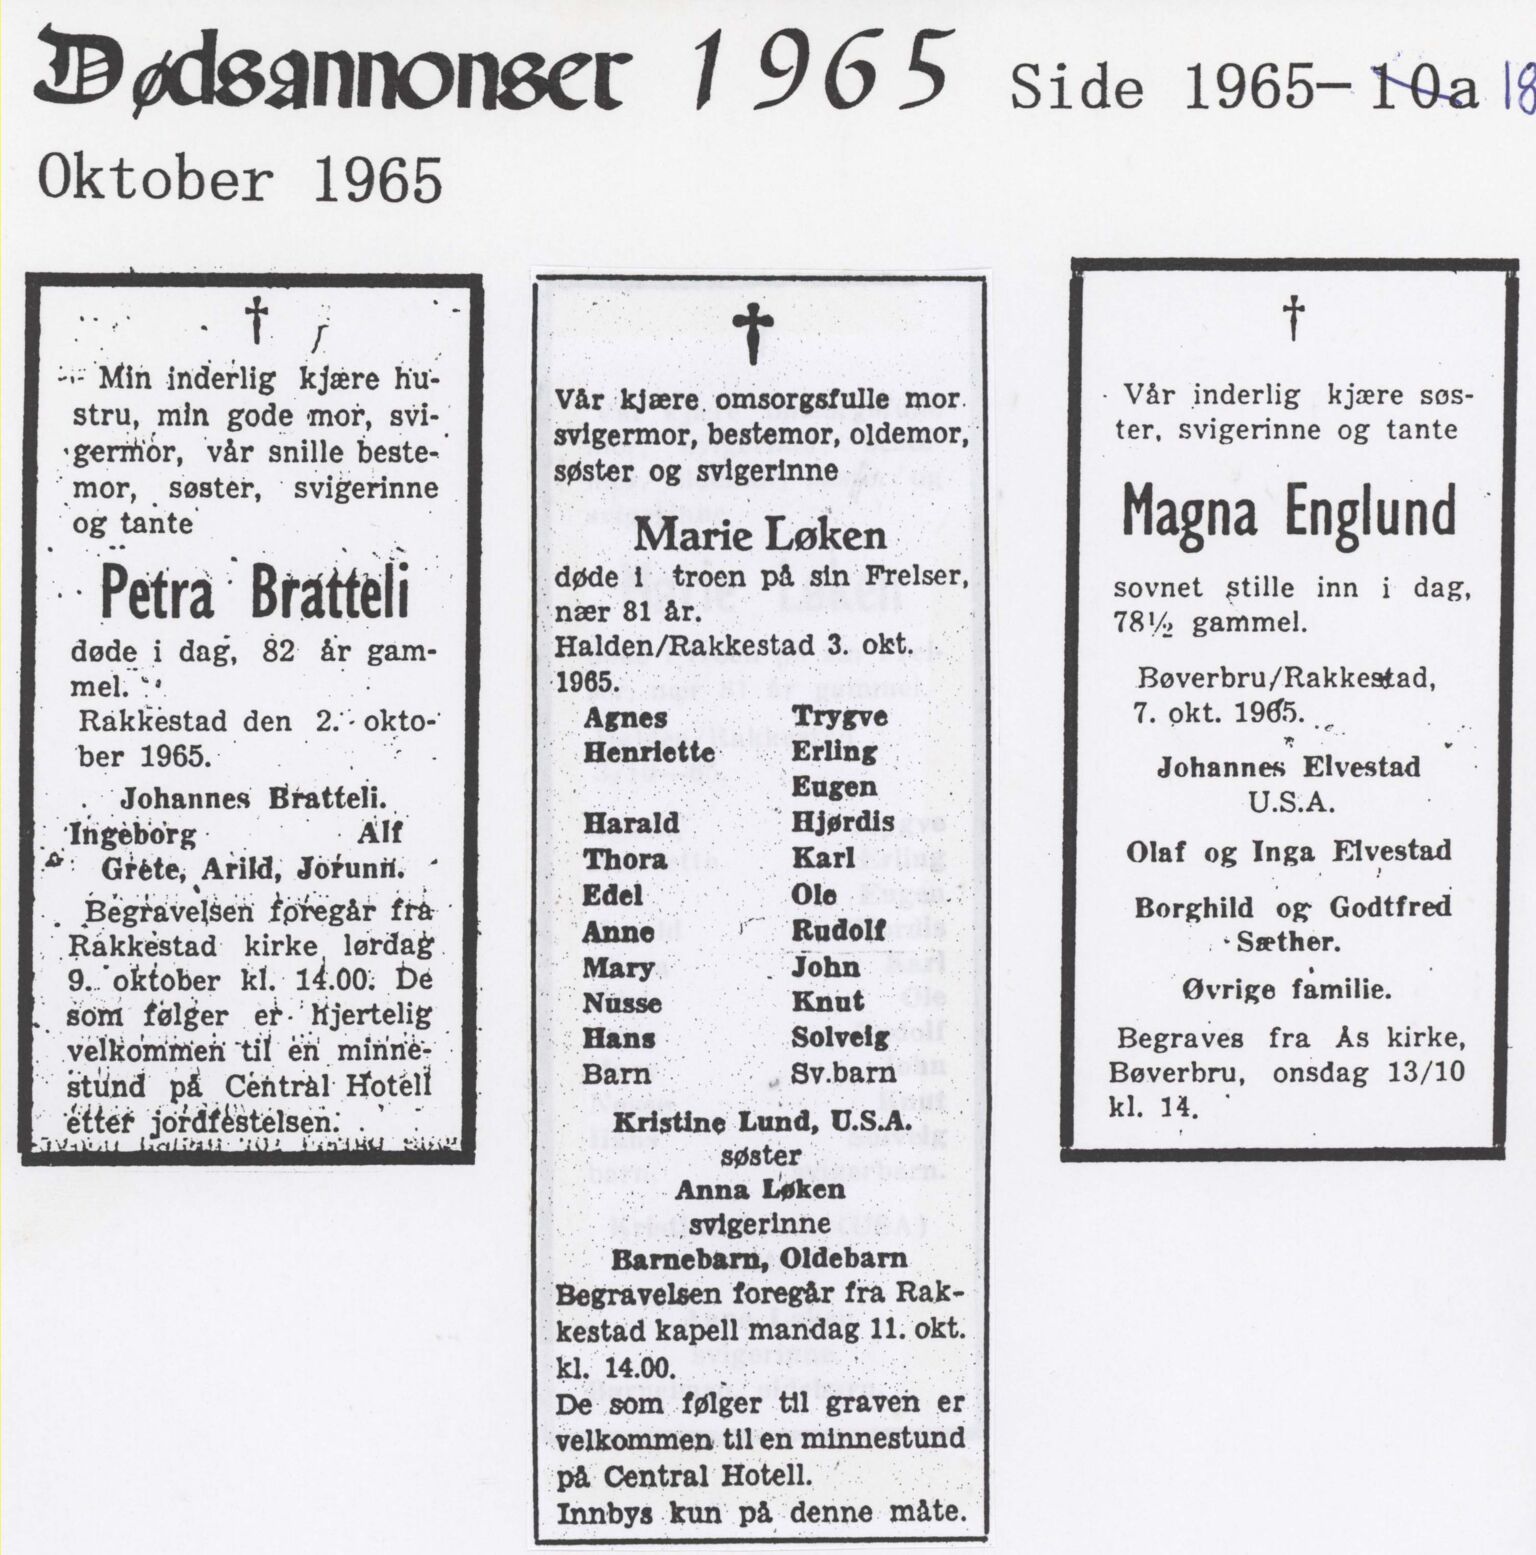 Dødsannonser 1965 Side 1965-10a 18
Oktober 1965
Min inderlig kjære hu-
stru, min gode mor, svi-
germor, vår snille beste-
mor, søster, svigerinne
og tante
Petra Bratteli
døde i dag, 82 år gam-
mel.
Rakkestad den 2. okto-
ber 1965.
Johannes Bratteli.
Ingeborg Alf
Grete, Arild, Jorunn.
Begravelsen foregår fra
Rakkestad kirke lørdag
9. oktober kl. 14.00. De
som følger er hjertelig
velkommen til en minne-
stund på Central Hotell
etter jordfestelsen.
Vår kjære omsorgsfulle mor
svigermor, bestemor, oldemor,
søster og svigerinne
Marie Løken
døde i troen på sin Frelser,
nær 81 år.
Halden/Rakkestad 3. okt.
1965.
Agnes Trygve
Henriette Erling
Eugen
Harald Hjørdis
Thora Karl
Edel Ole
Anne Rudolf
Mary John
Nusse Knut
Hans Solveig
Barn Sv.barn
Kristine Lund, U.S.A.
søster
Anna Løken
svigerinne
Barnebarn, Oldebarn
Begravelsen foregår fra Rak-
kestad kapell mandag 11. okt.
kl. 14.00.
De som følger til graven er
velkommen til en minnestund
på Central Hotell.
Innbys kun på denne måte.
Vår inderlig kjære søs-
ter, svigerinne og tante
Magna Englund
sovnet stille inn i dag,
78½ gammel.
Bøverbru/Rakkestad,
7. okt. 1965.
Johannes Elvestad
U.S.A.
Olaf og Inga Elvestad
Borghild og Godtfred
Sæther.
Øvrige familie.
Begraves fra Ås kirke,
Bøverbru, onsdag 13/10
kl. 14.